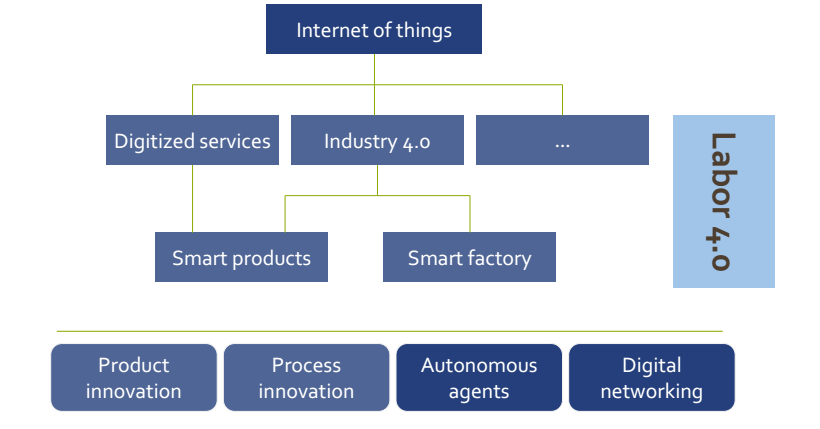 Internet of things
Digitized services
Industry 4.0
...
Labor 4.0
Smart products
Smart factory
Product
innovation
Process
innovation
Autonomous
agents
Digital
networking